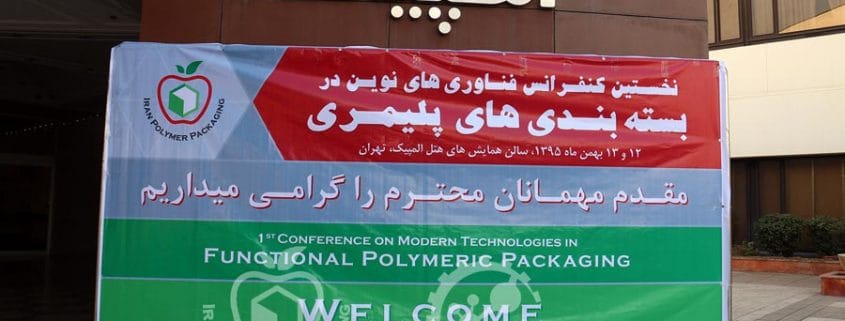 نخستین کنفرانس فناوری های نوین در
بسته بندی های پلیمری
۱۲ و ۱۳ بهمن ماه ۱۳۹۵، سالن همایش های هتل المپیک، تهران
IRAN POLYMER PACKAGING
مقدم مهمانان محترم را گرامی میداریم
1ST CONFERENCE ON MODERN TECHNOLOGIES IN
FUNCTIONAL POLYMERIC PACKAGING
WELCOME